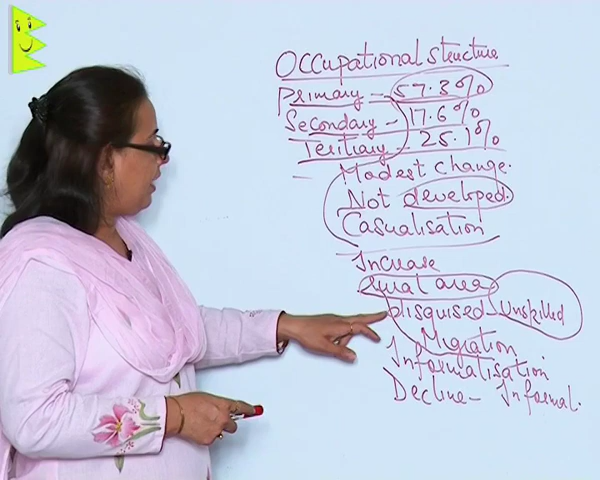 Occupational structure
Primary - 57.3%
Secondary - 17.6%
Tertiary - 25.1%
Modest change.
Not developed.
Casualisation
Increase
Rural area
Disguised - Unskilled
Migration
Informalisation
Decline - Informal.